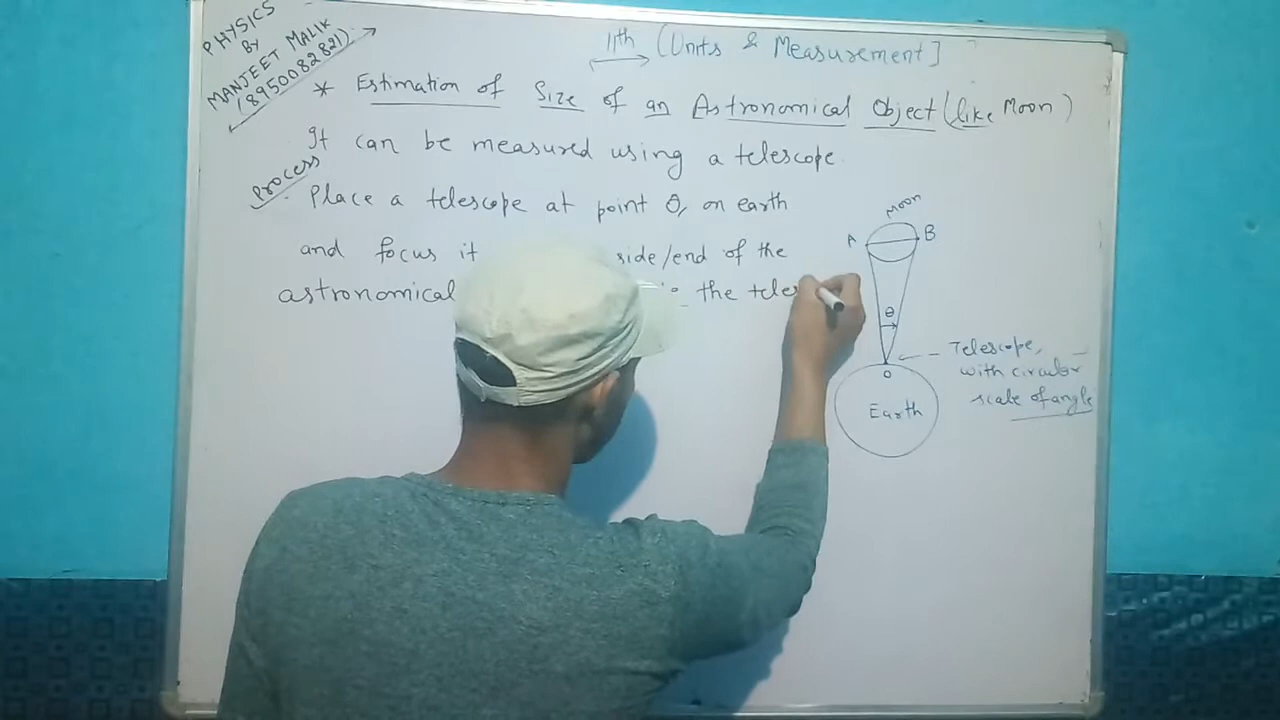 PHYSICS
BY
MANJEET MALIK
(8950082821)
11th (Units & Measurement]
* Estimation of Size of an Astronomical Object (like Moon)
It can be measured using a telescope.
Process
Place a telescope at point O, on earth
and focus it side/end of the
astronomical the teles
Moon
A B
θ
O
Telescope,
with circular
scale of angle
Earth